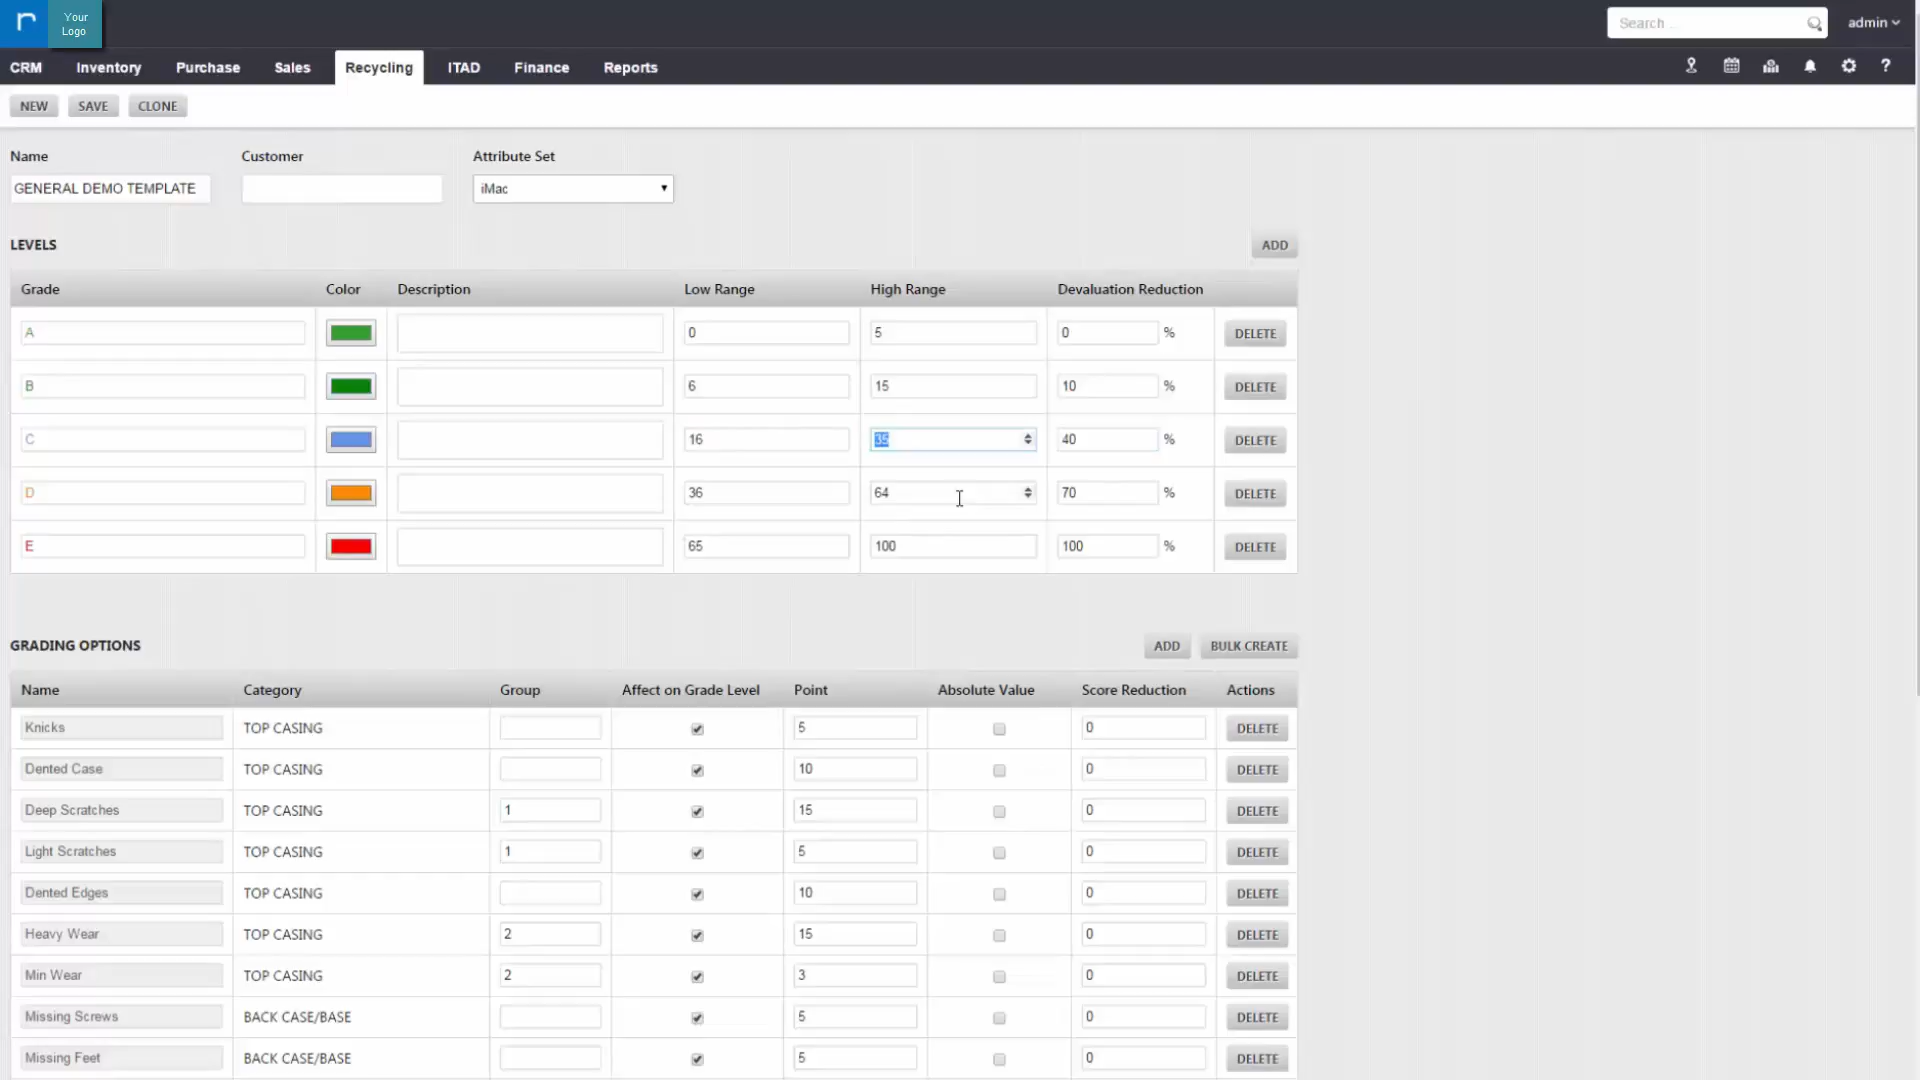 r Your Logo
Search...
admin
CRM Inventory Purchase Sales Recycling ITAD Finance Reports ?
NEW SAVE CLONE
Name Customer Attribute Set
GENERAL DEMO TEMPLATE iMac
LEVELS ADD
Grade Color Description Low Range High Range Devaluation Reduction
A 0 5 0 % DELETE
B 6 15 10 % DELETE
C 16 35 40 % DELETE
D 36 64 70 % DELETE
E 65 100 100 % DELETE
GRADING OPTIONS ADD BULK CREATE
Name Category Group Affect on Grade Level Point Absolute Value Score Reduction Actions
Knicks TOP CASING 5 0 DELETE
Dented Case TOP CASING 10 0 DELETE
Deep Scratches TOP CASING 1 15 0 DELETE
Light Scratches TOP CASING 1 5 0 DELETE
Dented Edges TOP CASING 10 0 DELETE
Heavy Wear TOP CASING 2 15 0 DELETE
Min Wear TOP CASING 2 3 0 DELETE
Missing Screws BACK CASE/BASE 5 0 DELETE
Missing Feet BACK CASE/BASE 5 0 DELETE